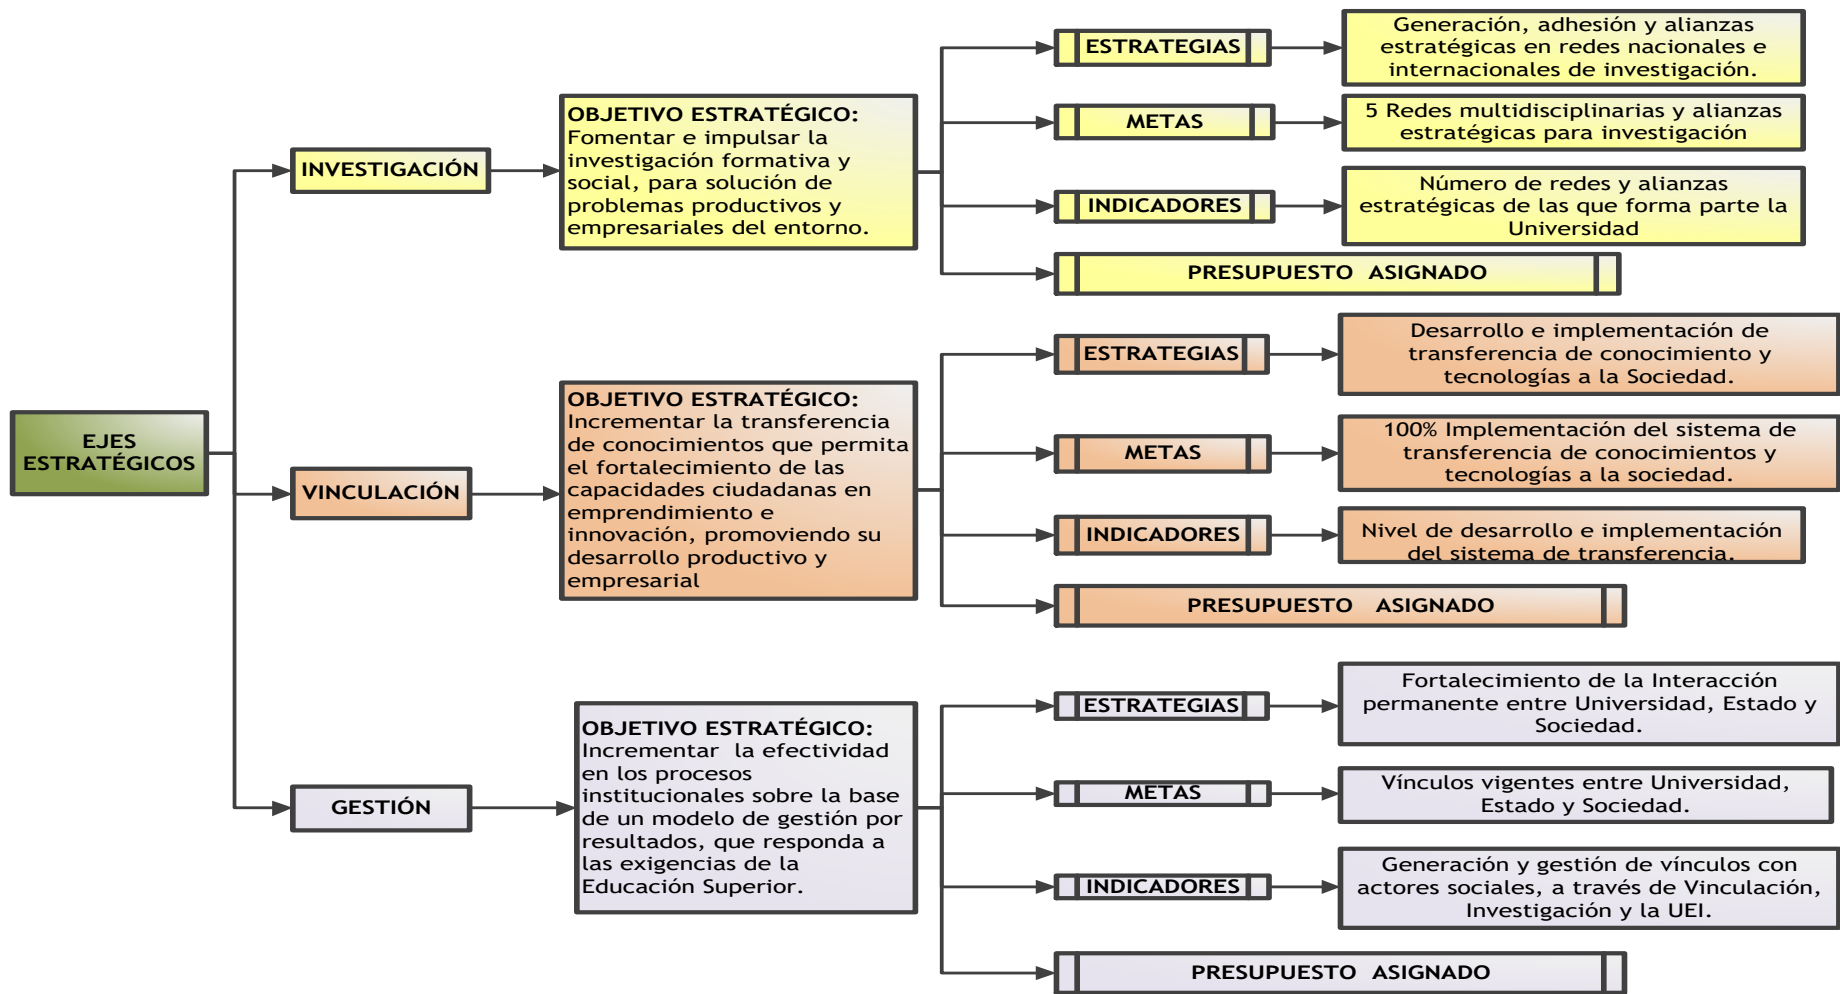 EJES
ESTRATÉGICOS
INVESTIGACIÓN
OBJETIVO ESTRATÉGICO:
Fomentar e impulsar la
investigación formativa y
social, para solución de
problemas productivos y
empresariales del entorno.
ESTRATEGIAS
Generación, adhesión y alianzas
estratégicas en redes nacionales e
internacionales de investigación.
METAS
5 Redes multidisciplinarias y alianzas
estratégicas para investigación
INDICADORES
Número de redes y alianzas
estratégicas de las que forma parte la
Universidad
PRESUPUESTO ASIGNADO
VINCULACIÓN
OBJETIVO ESTRATÉGICO:
Incrementar la transferencia
de conocimientos que permita
el fortalecimiento de las
capacidades ciudadanas en
emprendimiento e
innovación, promoviendo su
desarrollo productivo y
empresarial
ESTRATEGIAS
Desarrollo e implementación de
transferencia de conocimiento y
tecnologías a la Sociedad.
METAS
100% Implementación del sistema de
transferencia de conocimientos y
tecnologías a la sociedad.
INDICADORES
Nivel de desarrollo e implementación
del sistema de transferencia.
PRESUPUESTO ASIGNADO
GESTIÓN
OBJETIVO ESTRATÉGICO:
Incrementar la efectividad
en los procesos
institucionales sobre la base
de un modelo de gestión por
resultados, que responda a
las exigencias de la
Educación Superior.
ESTRATEGIAS
Fortalecimiento de la Interacción
permanente entre Universidad, Estado y
Sociedad.
METAS
Vínculos vigentes entre Universidad,
Estado y Sociedad.
INDICADORES
Generación y gestión de vínculos con
actores sociales, a través de Vinculación,
Investigación y la UEI.
PRESUPUESTO ASIGNADO